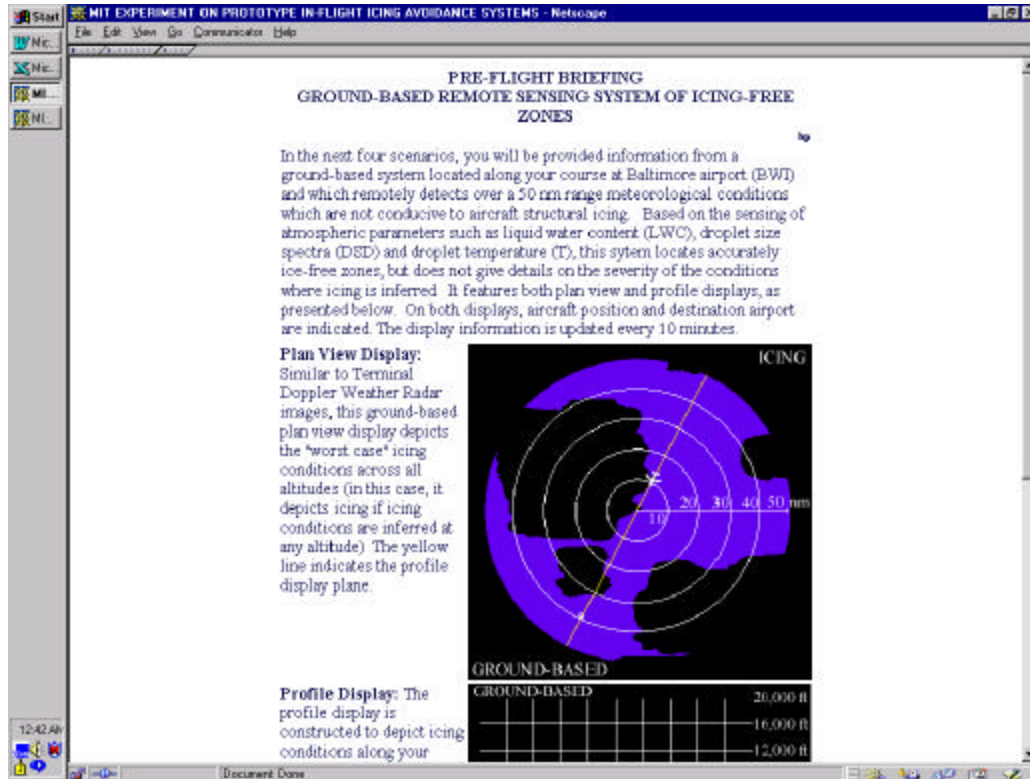 Start
MIT EXPERIMENT ON PROTOTYPE IN-FLIGHT ICING AVOIDANCE SYSTEMS - Netscape
Nic..
File Edit View Go Communicator Help
Nic..
MI...
MI...
PRE-FLIGHT BRIEFING
GROUND-BASED REMOTE SENSING SYSTEM OF ICING-FREE
ZONES
In the next four scenarios, you will be provided information from a
ground-based system located along your course at Baltimore airport (BWI)
and which remotely detects over a 50 nm range meteorological conditions
which are not conducive to aircraft structural icing. Based on the sensing of
atmospheric parameters such as liquid water content (LWC), droplet size
spectra (DSD) and droplet temperature (T), this sytem locates accurately
ice-free zones, but does not give details on the severity of the conditions
where icing is inferred. It features both plan view and profile displays, as
presented below. On both displays, aircraft position and destination airport
are indicated. The display information is updated every 10 minutes.
Plan View Display:
Similar to Terminal
Doppler Weather Radar
images, this ground-based
plan view display depicts
the "worst case" icing
conditions across all
altitudes (in this case, it
depicts icing if icing
conditions are inferred at
any altitude) The yellow
line indicates the profile
display plane.
ICING
10 20 30 40 50 nm
GROUND-BASED
Profile Display: The
profile display is
constructed to depict icing
conditions along your
GROUND-BASED
20,000 ft
16,000 ft
12,000 ft
12:42 AM
Document Done